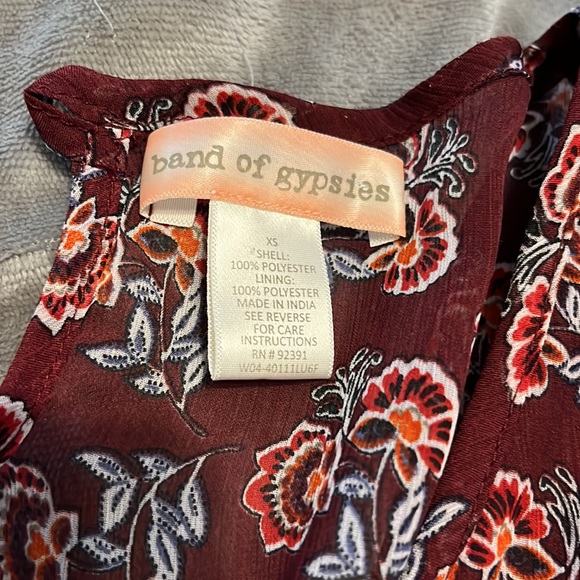 band of gypsies
XS
SHELL:
100% POLYESTER
LINING:
100% POLYESTER
MADE IN INDIA
SEE REVERSE
FOR CARE
INSTRUCTIONS
RN # 92391
W04-40111LU6F